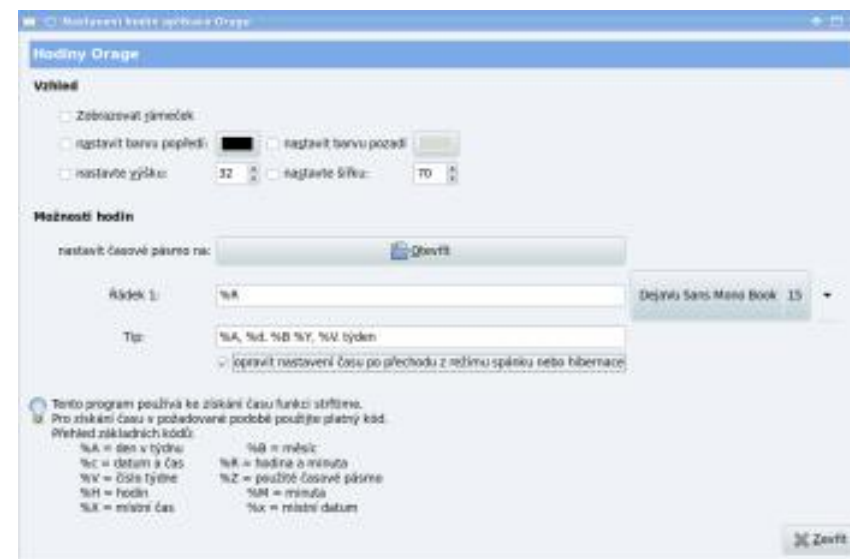 Nastavení hodin aplikace Orage
Hodiny Orage
Vzhled
Zobrazovat rámeček
nastavit barvu popředí: nastavit barvu pozadí
nastavte výšku: 32 nastavte šířku: 70
Možnosti hodin
nastavit časové pásmo na: Otevřít
Řádek 1: %R DejaVu Sans Mono Book 15
Tip: %A, %d. %B %Y, %V. týden
opravit nastavení času po přechodu z režimu spánku nebo hibernace
Tento program používá ke získání času funkci strftime.
Pro získání času v požadované podobě použijte platný kód.
Přehled základních kódů:
%A = den v týdnu %B = měsíc
%c = datum a čas %R = hodina a minuta
%V = číslo týdne %Z = použité časové pásmo
%H = hodin %M = minuta
%X = místní čas %x = místní datum
Zavřít